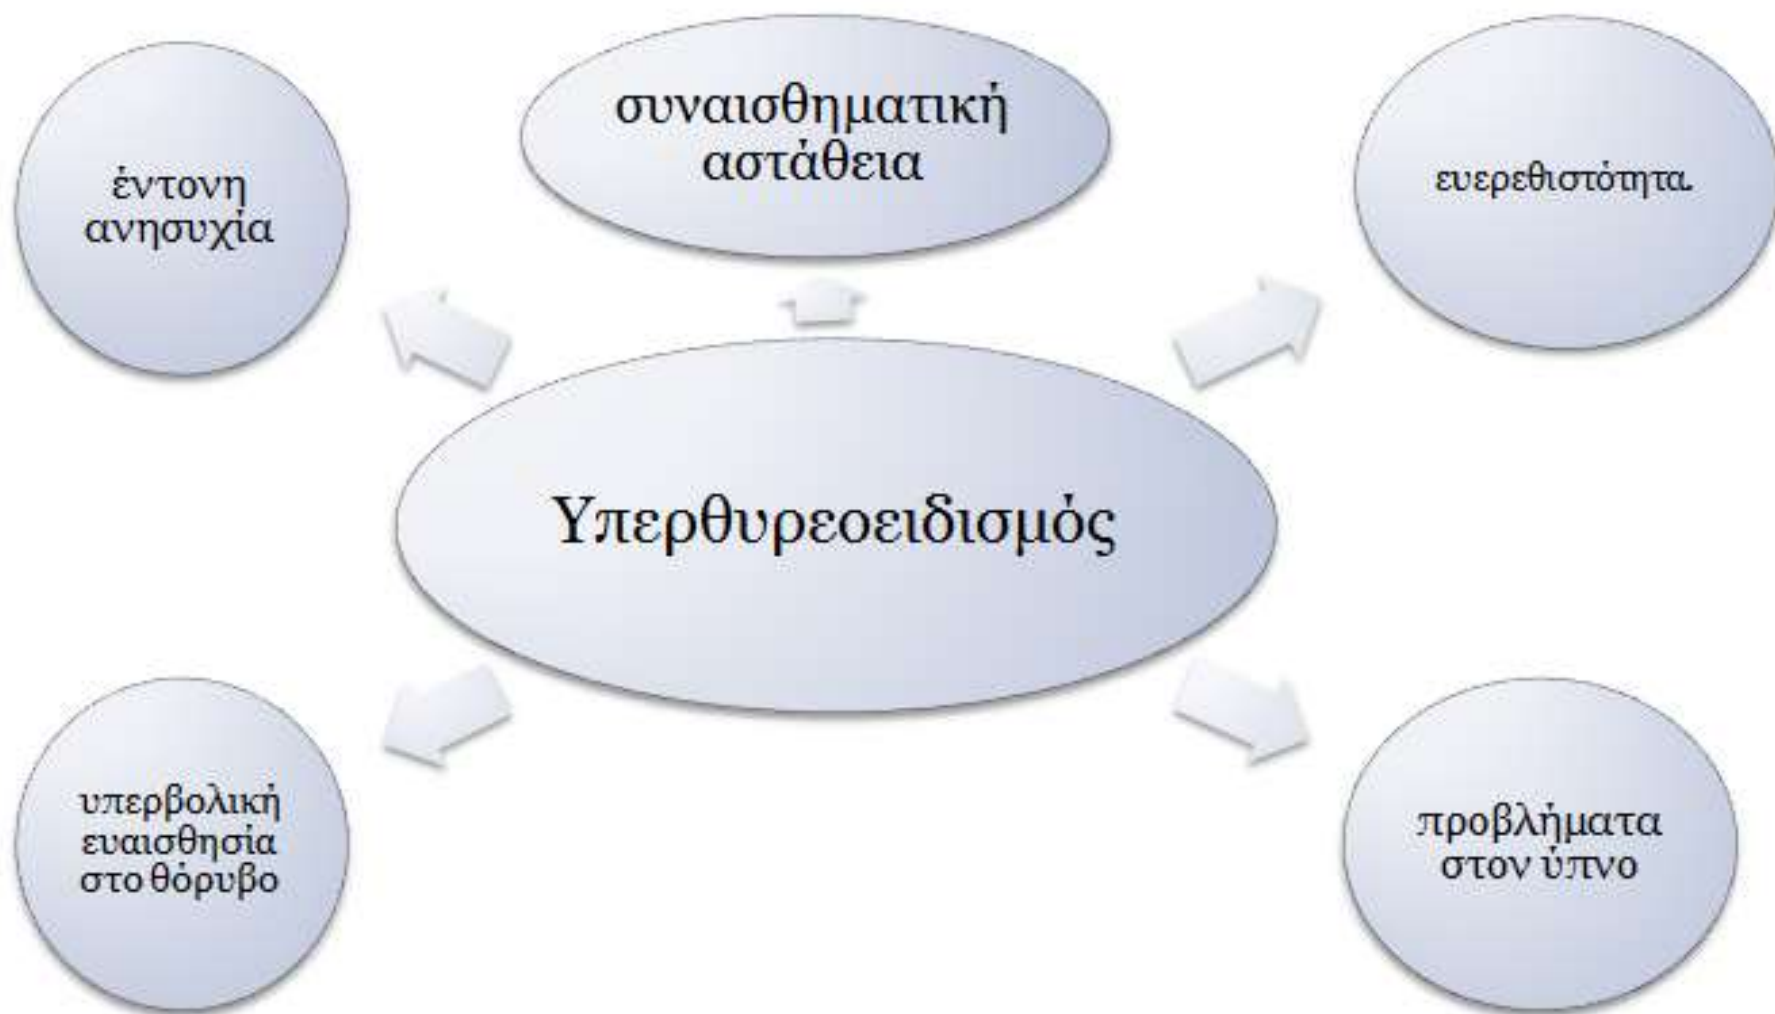 συναισθηματική
αστάθεια
έντονη
ανησυχία
ευερεθιστότητα.
Υπερθυρεοειδισμός
υπερβολική
ευαισθησία
στο θόρυβο
προβλήματα
στον ύπνο